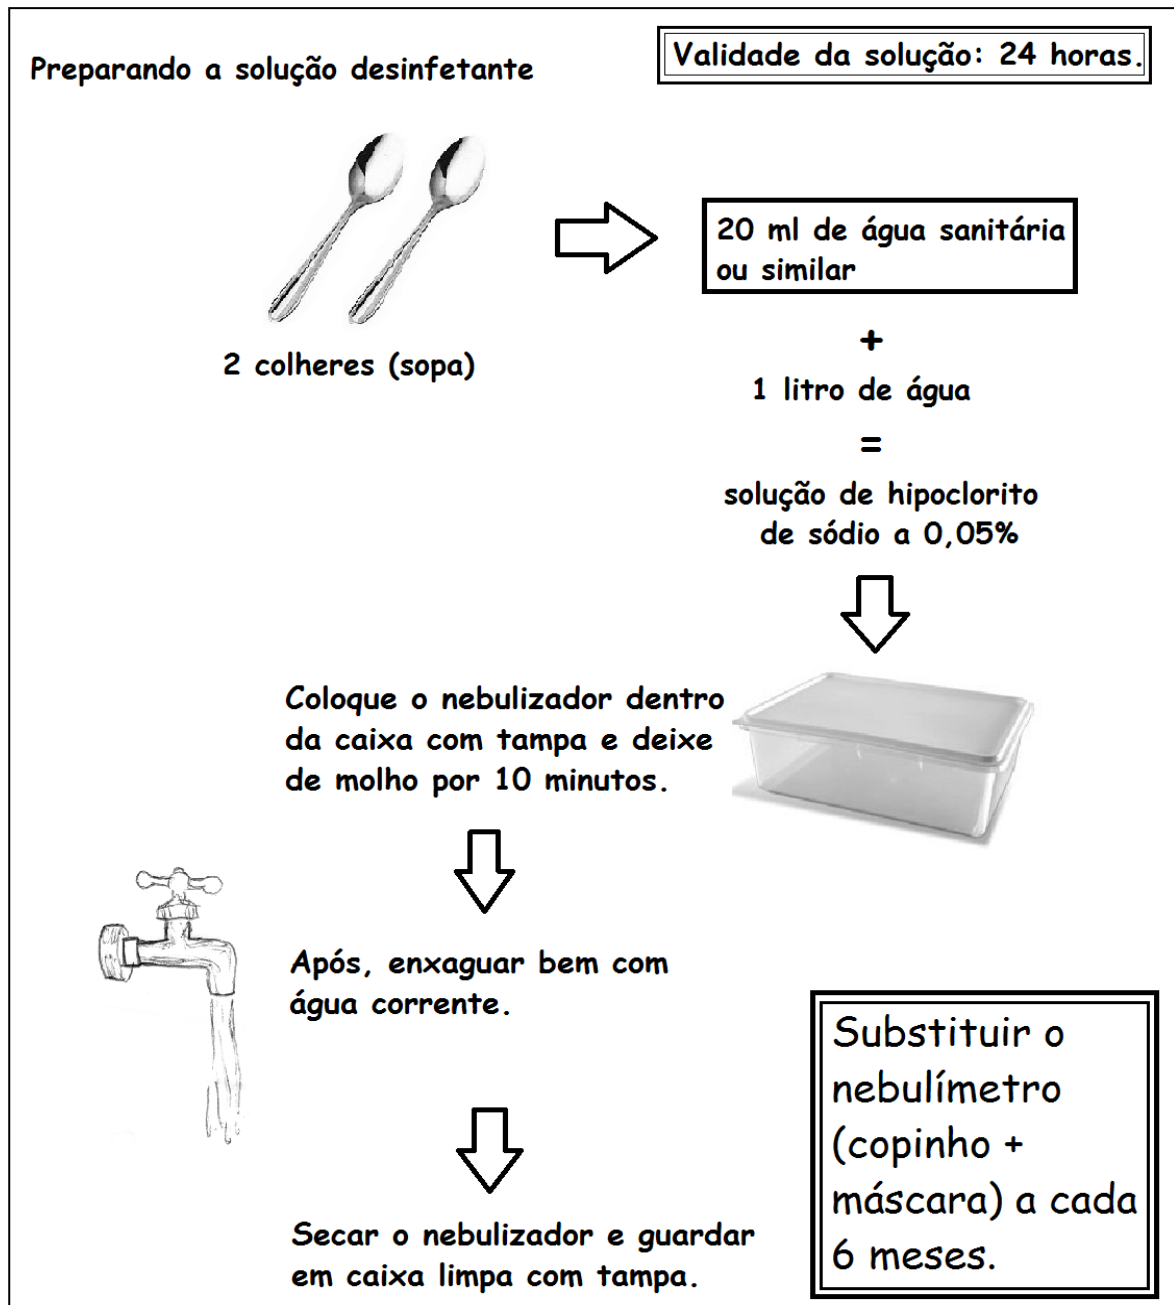 Preparando a solução desinfetante
Validade da solução: 24 horas.
2 colheres (sopa)
20 ml de água sanitária
ou similar
+
1 litro de água
=
solução de hipoclorito
de sódio a 0,05%
Coloque o nebulizador dentro
da caixa com tampa e deixe
de molho por 10 minutos.
Após, enxaguar bem com
água corrente.
Secar o nebulizador e guardar
em caixa limpa com tampa.
Substituir o
nebulímetro
(copinho +
máscara) a cada
6 meses.